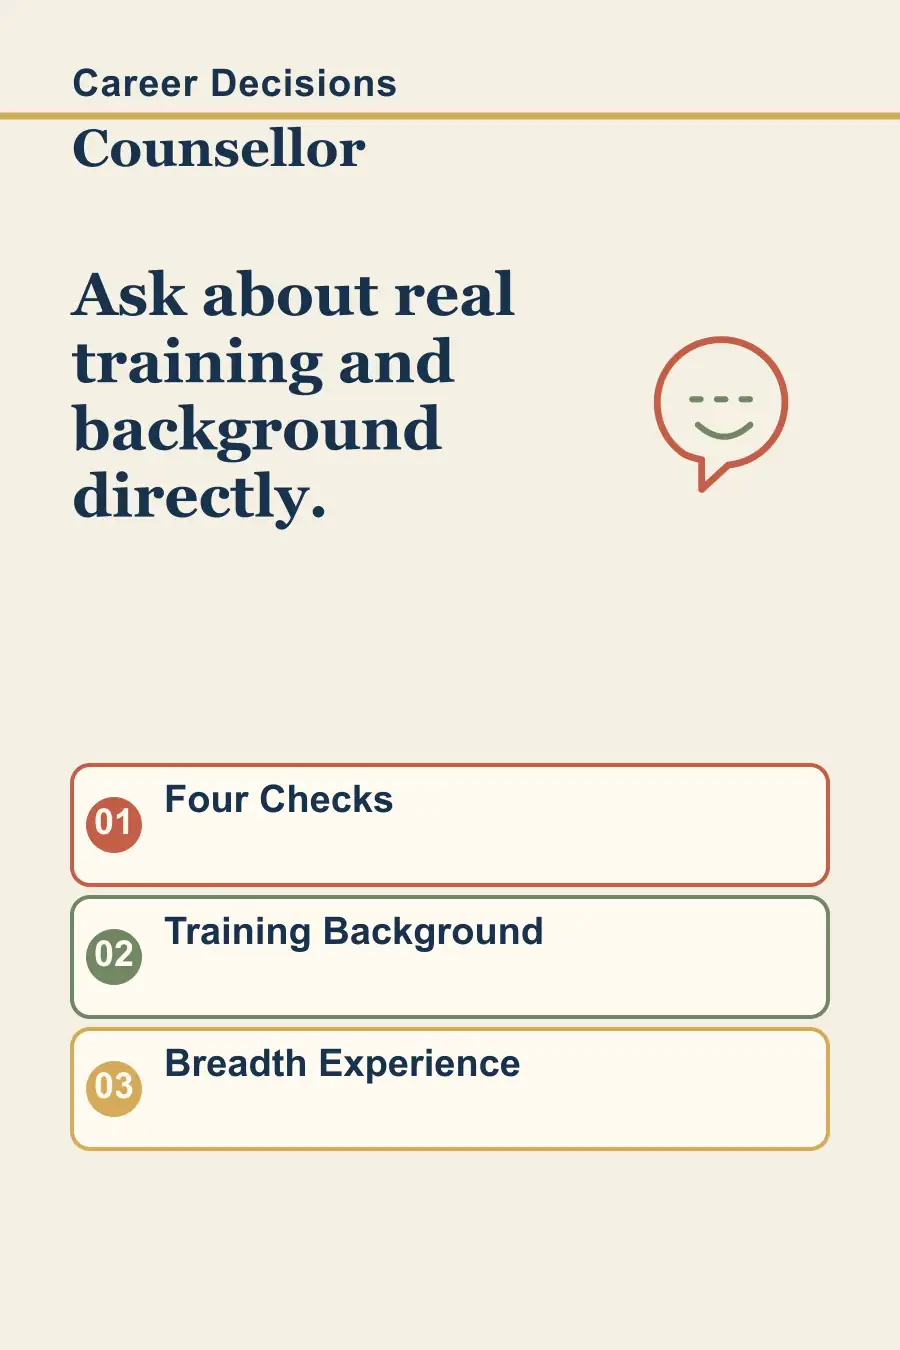 Career Decisions
Counsellor
Ask about real
training and
background
directly.
01
Four Checks
02
Training Background
03
Breadth Experience